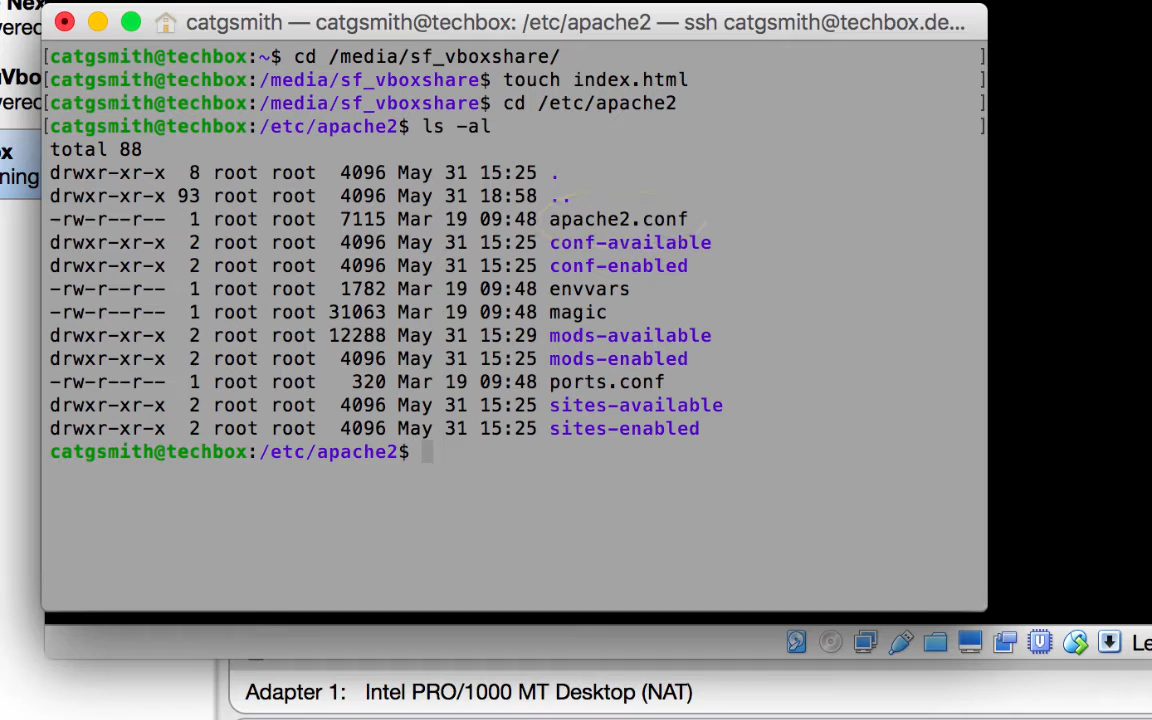 Nex
vered
catgsmith — catgsmith@techbox: /etc/apache2 — ssh catgsmith@techbox.de...
[catgsmith@techbox:~$ cd /media/sf_vboxshare/ ]
[catgsmith@techbox:/media/sf_vboxshare$ touch index.html ]
[catgsmith@techbox:/media/sf_vboxshare$ cd /etc/apache2 ]
[catgsmith@techbox:/etc/apache2$ ls -al ]
total 88
drwxr-xr-x 8 root root 4096 May 31 15:25 .
drwxr-xr-x 93 root root 4096 May 31 18:58 ..
-rw-r--r-- 1 root root 7115 Mar 19 09:48 apache2.conf
drwxr-xr-x 2 root root 4096 May 31 15:25 conf-available
drwxr-xr-x 2 root root 4096 May 31 15:25 conf-enabled
-rw-r--r-- 1 root root 1782 Mar 19 09:48 envvars
-rw-r--r-- 1 root root 31063 Mar 19 09:48 magic
drwxr-xr-x 2 root root 12288 May 31 15:29 mods-available
drwxr-xr-x 2 root root 4096 May 31 15:25 mods-enabled
-rw-r--r-- 1 root root 320 Mar 19 09:48 ports.conf
drwxr-xr-x 2 root root 4096 May 31 15:25 sites-available
drwxr-xr-x 2 root root 4096 May 31 15:25 sites-enabled
catgsmith@techbox:/etc/apache2$
Vbo
vered
ox
ning
Le
Adapter 1: Intel PRO/1000 MT Desktop (NAT)